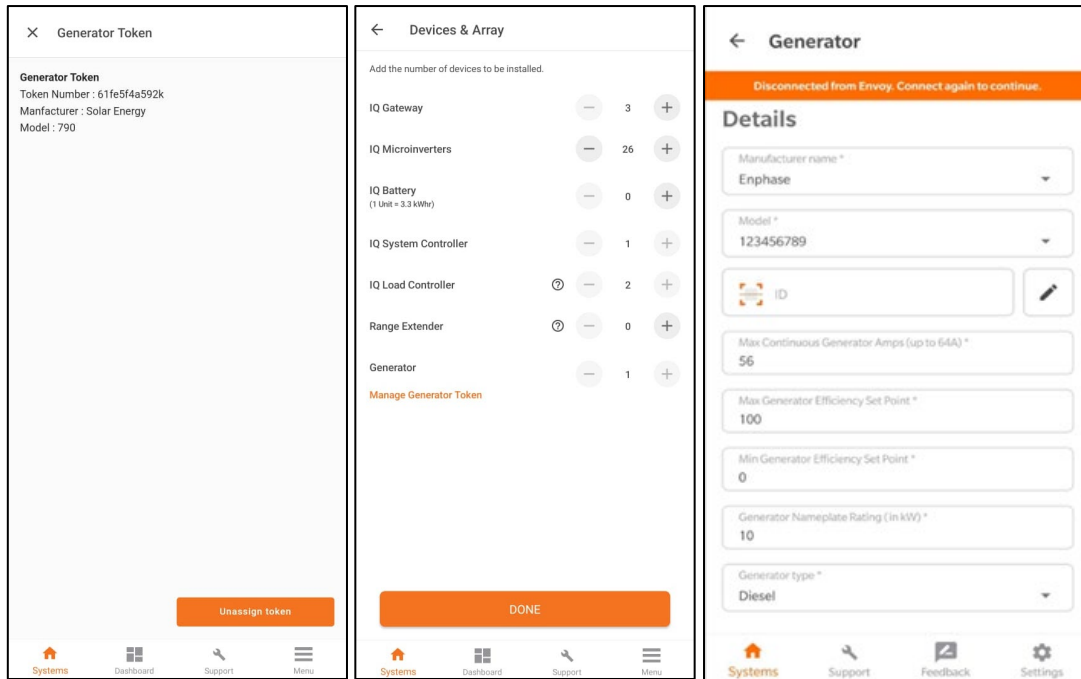 Generator Token
Generator Token
Token Number : 61fe5f4a592k
Manfacturer : Solar Energy
Model : 790
Unassign token
Systems
Dashboard
Support
Menu
Devices & Array
Add the number of devices to be installed.
IQ Gateway
3
IQ Microinverters
26
IQ Battery
(1 Unit = 3.3 kWhr)
0
IQ System Controller
1
IQ Load Controller
2
Range Extender
0
Generator
1
Manage Generator Token
DONE
Systems
Dashboard
Support
Menu
Generator
Disconnected from Envoy. Connect again to continue.
Details
Manufacturer name *
Enphase
Model *
123456789
ID
Max Continuous Generator Amps (up to 64A) *
56
Max Generator Efficiency Set Point *
100
Min Generator Efficiency Set Point *
0
Generator Nameplate Rating (in kW) *
10
Generator type *
Diesel
Systems
Support
Feedback
Settings